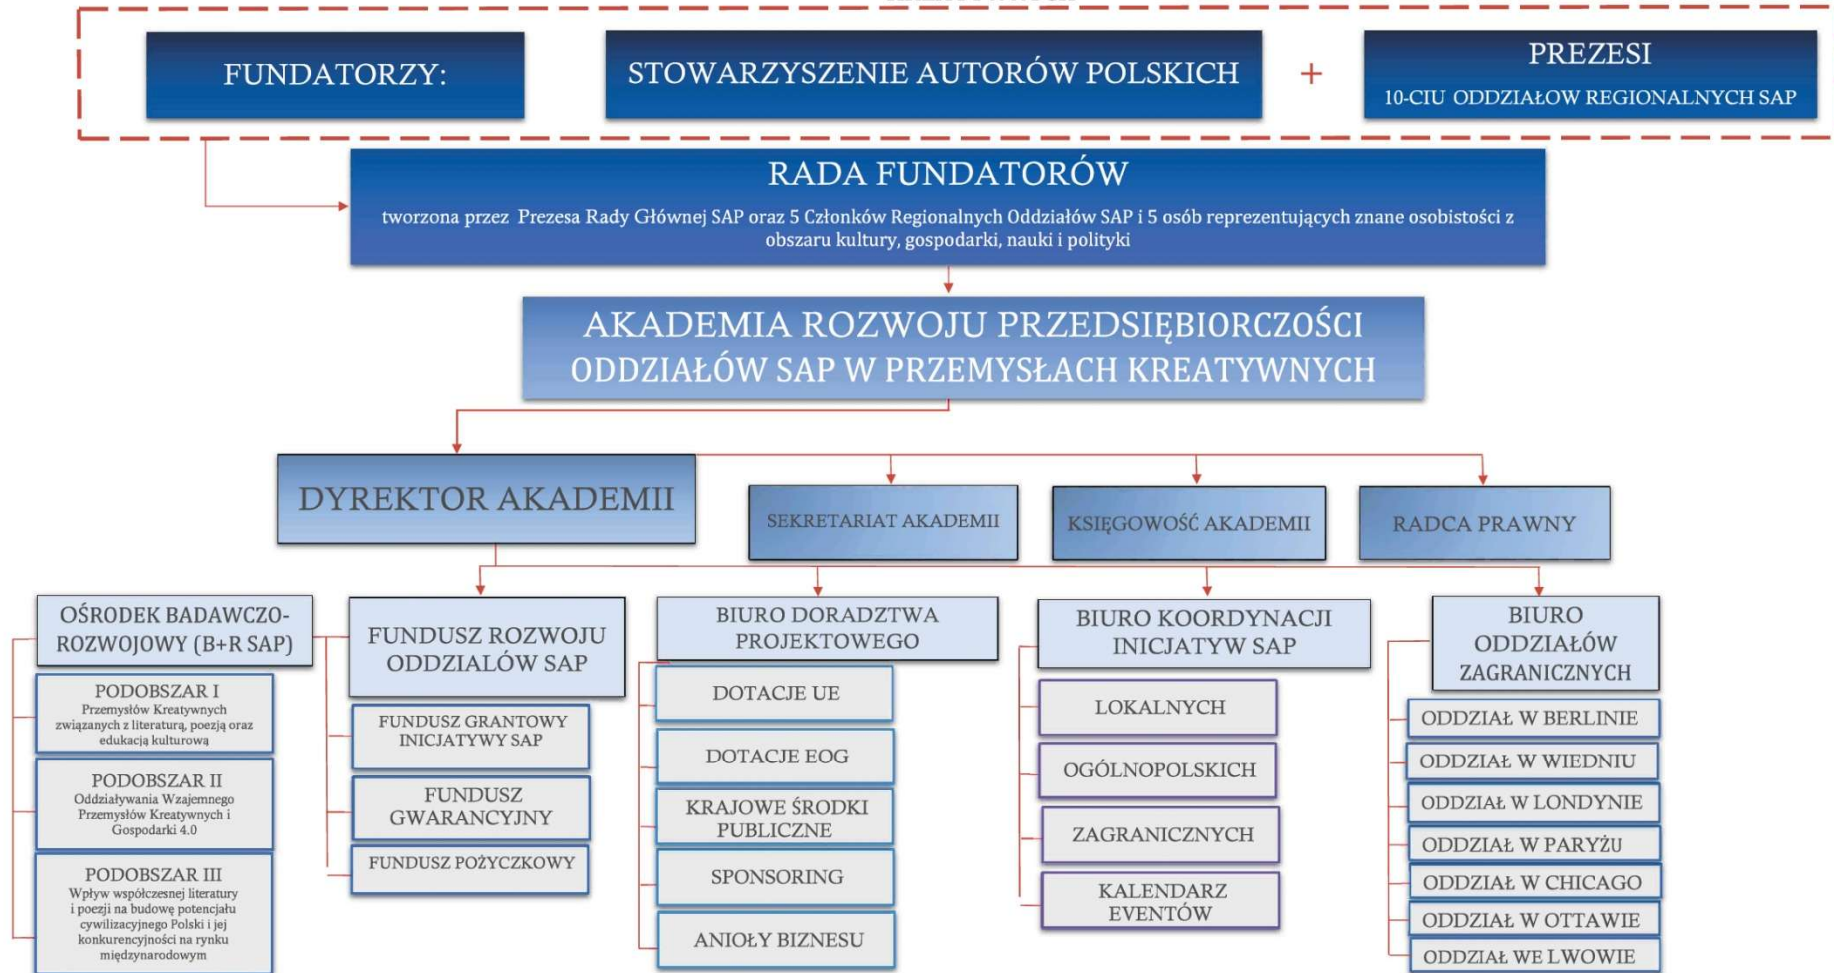 FUNDATORZY:
STOWARZYSZENIE AUTORÓW POLSKICH
+
PREZESI
10-CIU ODDZIAŁOW REGIONALNYCH SAP
RADA FUNDATORÓW
tworzona przez Prezesa Rady Głównej SAP oraz 5 Członków Regionalnych Oddziałów SAP i 5 osób reprezentujących znane osobistości z
obszaru kultury, gospodarki, nauki i polityki
AKADEMIA ROZWOJU PRZEDSIĘBIORCZOŚCI
ODDZIAŁÓW SAP W PRZEMYSŁACH KREATYWNYCH
DYREKTOR AKADEMII
SEKRETARIAT AKADEMII
KSIĘGOWOŚĆ AKADEMII
RADCA PRAWNY
OŚRODEK BADAWCZO-
ROZWOJOWY (B+R SAP)
PODOBSZAR I
Przemysłów Kreatywnych
związanych z literaturą, poezją oraz
edukacją kulturową
PODOBSZAR II
Oddziaływania Wzajemnego
Przemysłów Kreatywnych i
Gospodarki 4.0
PODOBSZAR III
Wpływ współczesnej literatury
i poezji na budowę potencjału
cywilizacyjnego Polski i jej
konkurencyjności na rynku
międzynarodowym
FUNDUSZ ROZWOJU
ODDZIALÓW SAP
FUNDUSZ GRANTOWY
INICJATYWY SAP
FUNDUSZ
GWARANCYJNY
FUNDUSZ POŻYCZKOWY
BIURO DORADZTWA
PROJEKTOWEGO
DOTACJE UE
DOTACJE EOG
KRAJOWE ŚRODKI
PUBLICZNE
SPONSORING
ANIOŁY BIZNESU
BIURO KOORDYNACJI
INICJATYW SAP
LOKALNYCH
OGÓLNOPOLSKICH
ZAGRANICZNYCH
KALENDARZ
EVENTÓW
BIURO
ODDZIAŁÓW
ZAGRANICZNYCH
ODDZIAŁ W BERLINIE
ODDZIAŁ W WIEDNIU
ODDZIAŁ W LONDYNIE
ODDZIAŁ W PARYŻU
ODDZIAŁ W CHICAGO
ODDZIAŁ W OTTAWIE
ODDZIAŁ WE LWOWIE